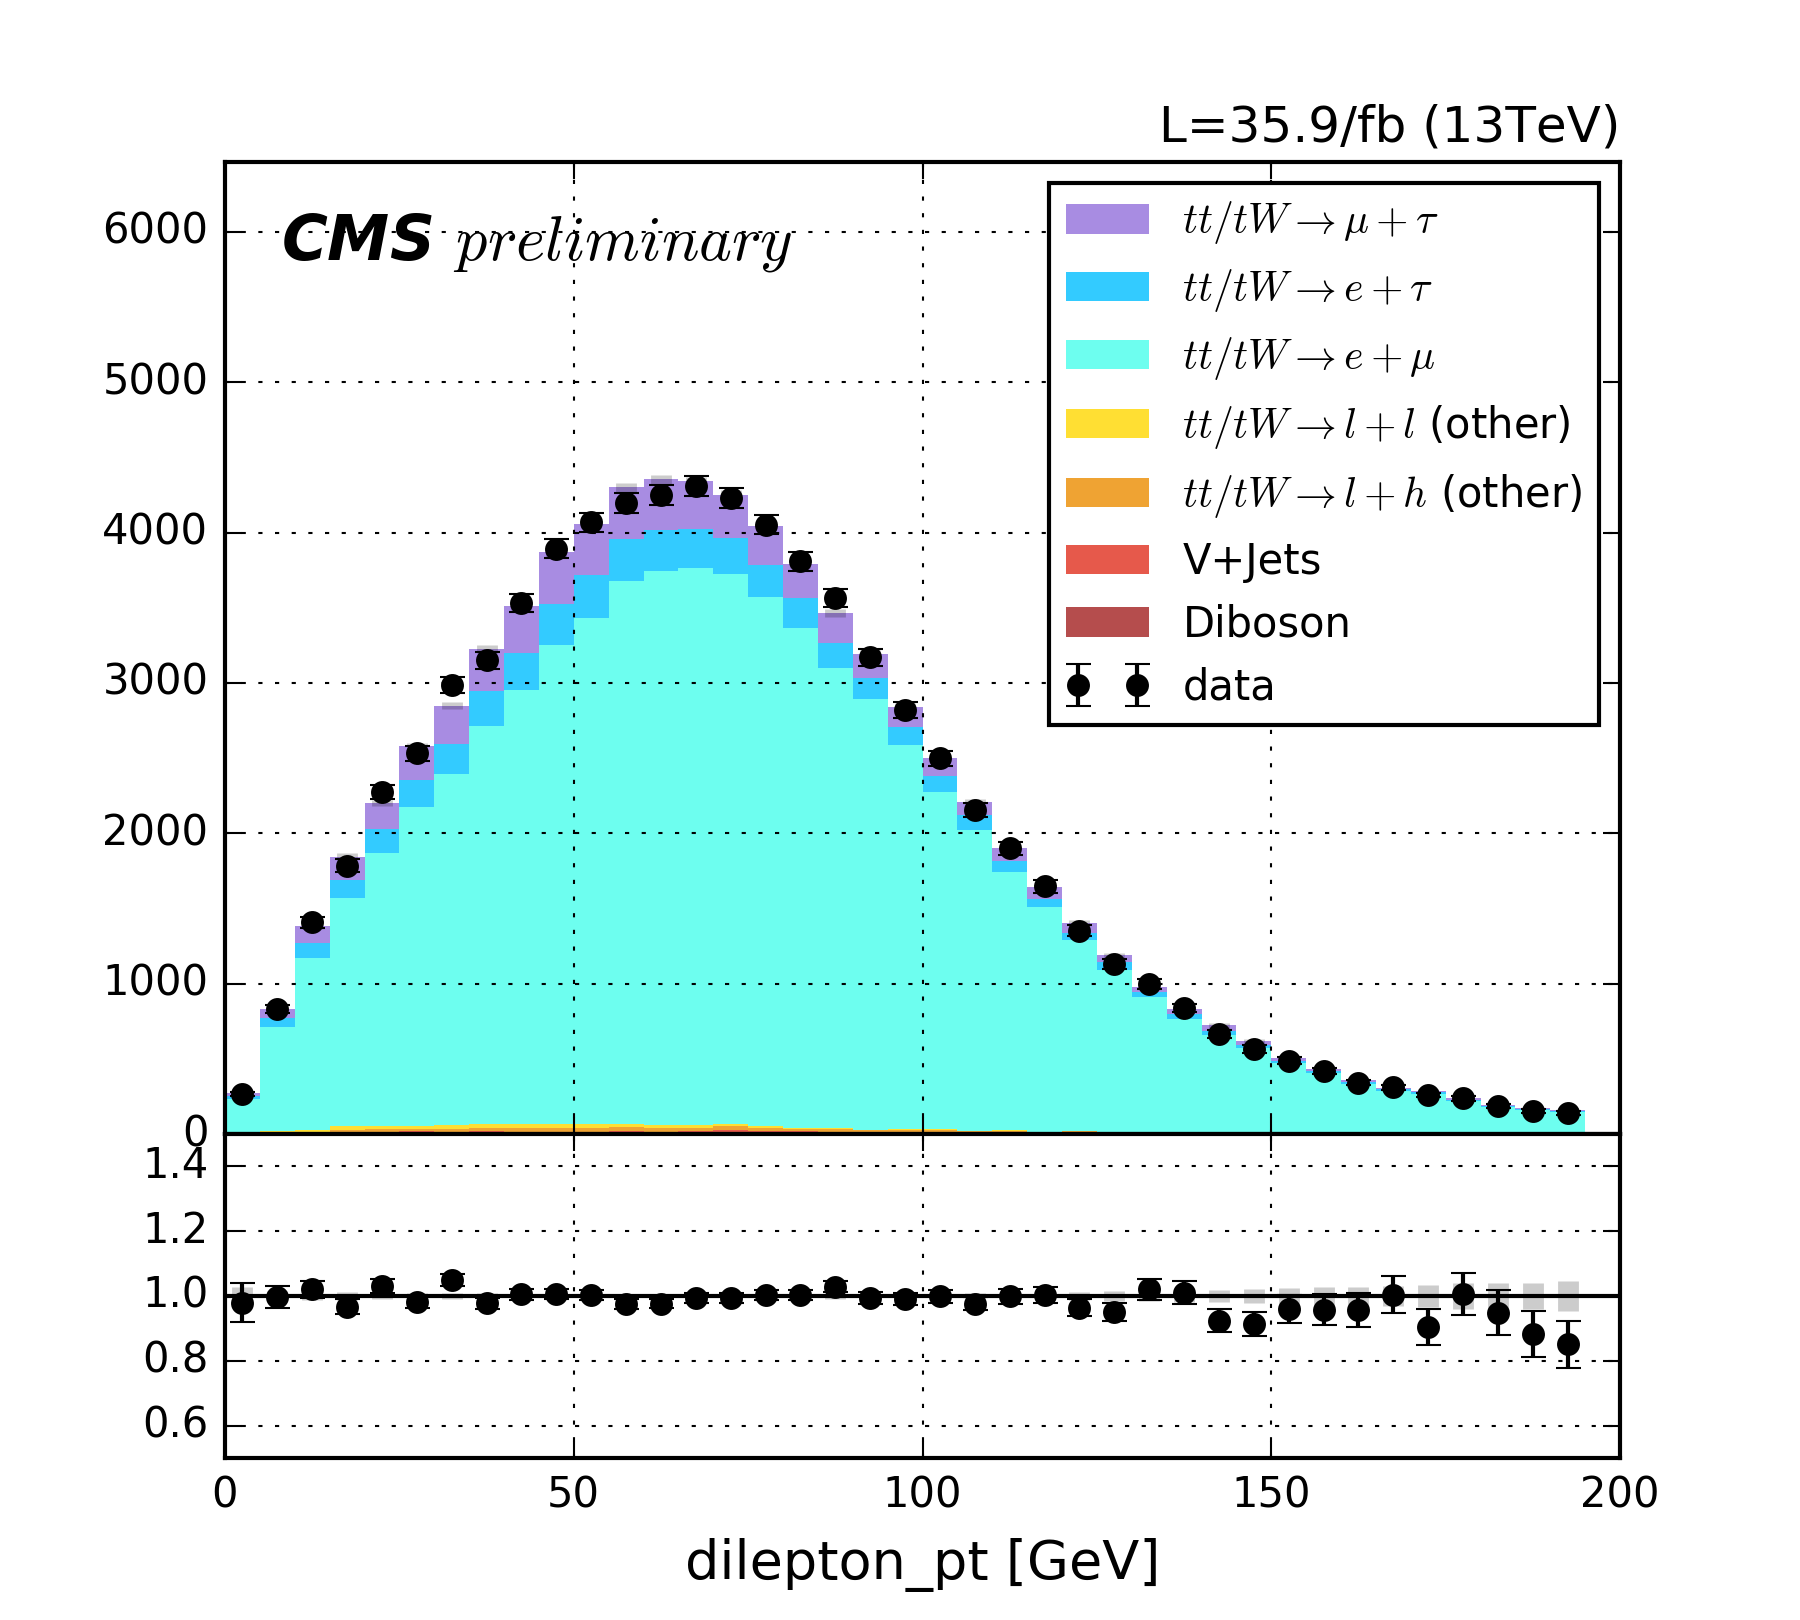 L=35.9/fb (13TeV)
CMS preliminary
6000
5000
4000
3000
2000
1000
0
tt/tW → μ + τ
tt/tW → e + τ
tt/tW → e + μ
tt/tW → l + l (other)
tt/tW → l + h (other)
V+Jets
Diboson
data
1.4
1.2
1.0
0.8
0.6
0 50 100 150 200
dilepton_pt [GeV]